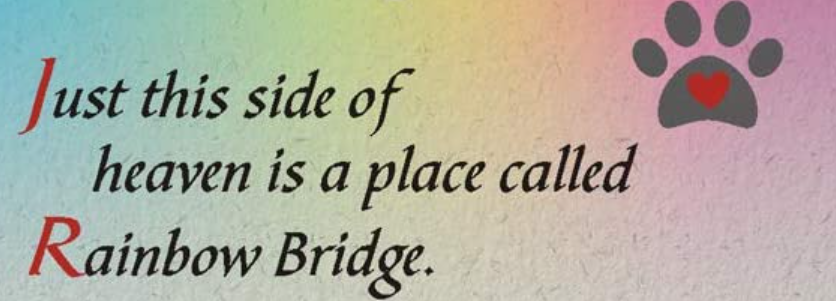 Just this side of
heaven is a place called
Rainbow Bridge.